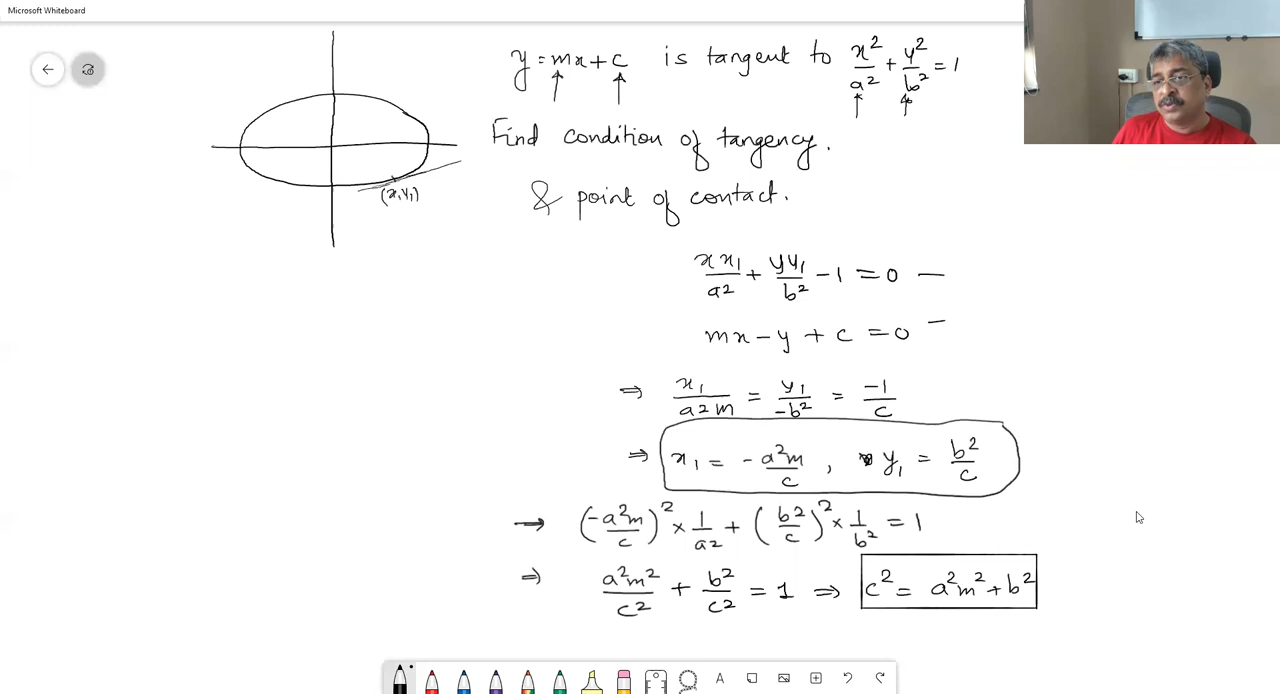 Microsoft Whiteboard
y = mx + c is tangent to x²/a² + y²/b² = 1
Find condition of tangency.
& point of contact.
(x₁y₁)
xx₁/a² + yy₁/b² - 1 = 0 —
mx - y + c = 0 —
⇒ x₁/a²m = y₁/-b² = -1/c
⇒ x₁ = -a²m/c , y₁ = b²/c
→ (-a²m/c)² × 1/a² + (b²/c)² × 1/b² = 1
⇒ a²m²/c² + b²/c² = 1 ⇒ c² = a²m² + b²
A